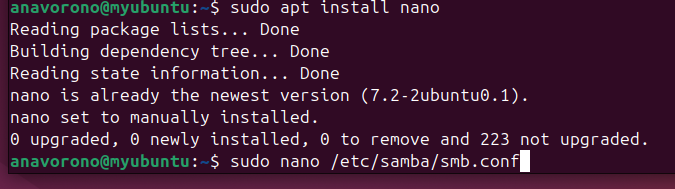 anavorono@myubuntu:~$ sudo apt install nano
Reading package lists... Done
Building dependency tree... Done
Reading state information... Done
nano is already the newest version (7.2-2ubuntu0.1).
nano set to manually installed.
0 upgraded, 0 newly installed, 0 to remove and 223 not upgraded.
anavorono@myubuntu:~$ sudo nano /etc/samba/smb.conf